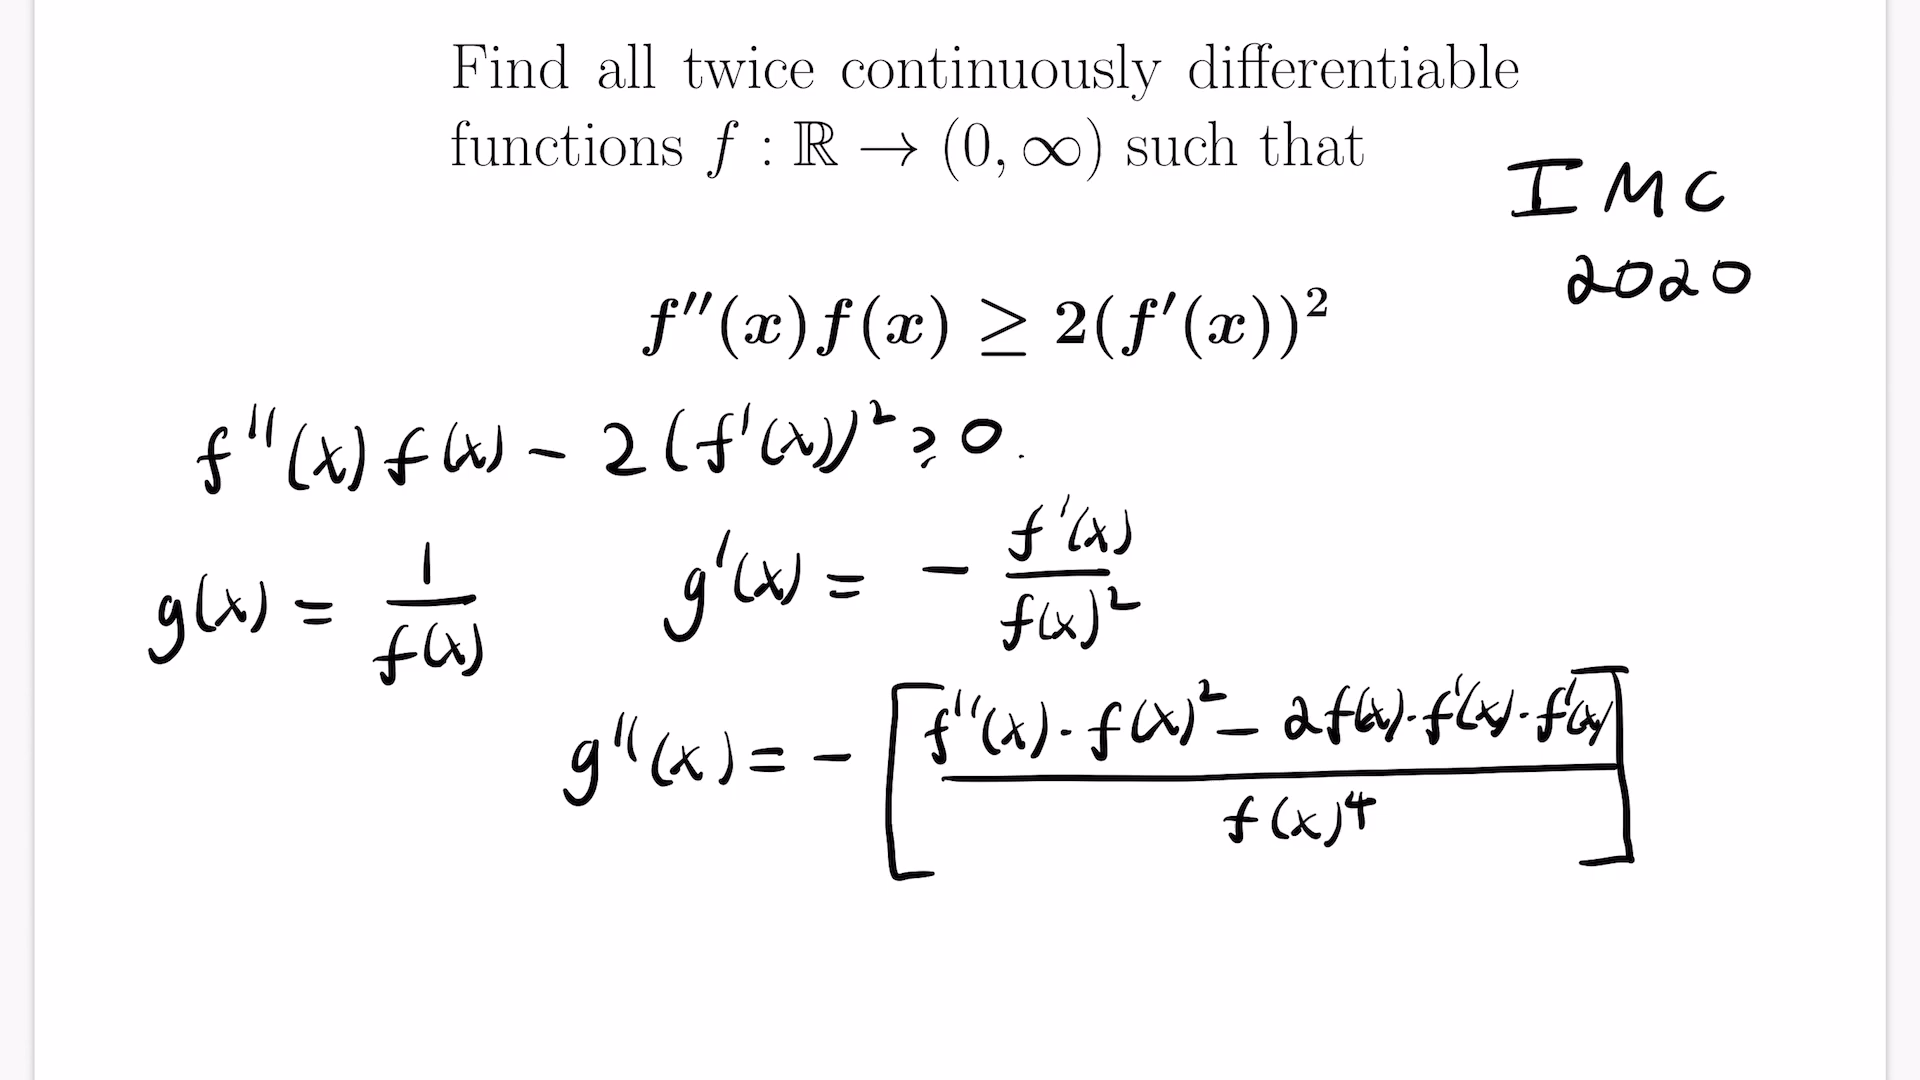 Find all twice continuously differentiable
functions f : ℝ → (0, ∞) such that
IMC
2020
f''(x)f(x) ≥ 2(f'(x))²
f''(x) f(x) - 2(f'(x))² ≥ 0.
g(x) = 1/f(x) g'(x) = - f'(x)/f(x)²
g''(x) = - [f''(x)·f(x)² - 2f(x)·f'(x)·f'(x) / f(x)⁴]